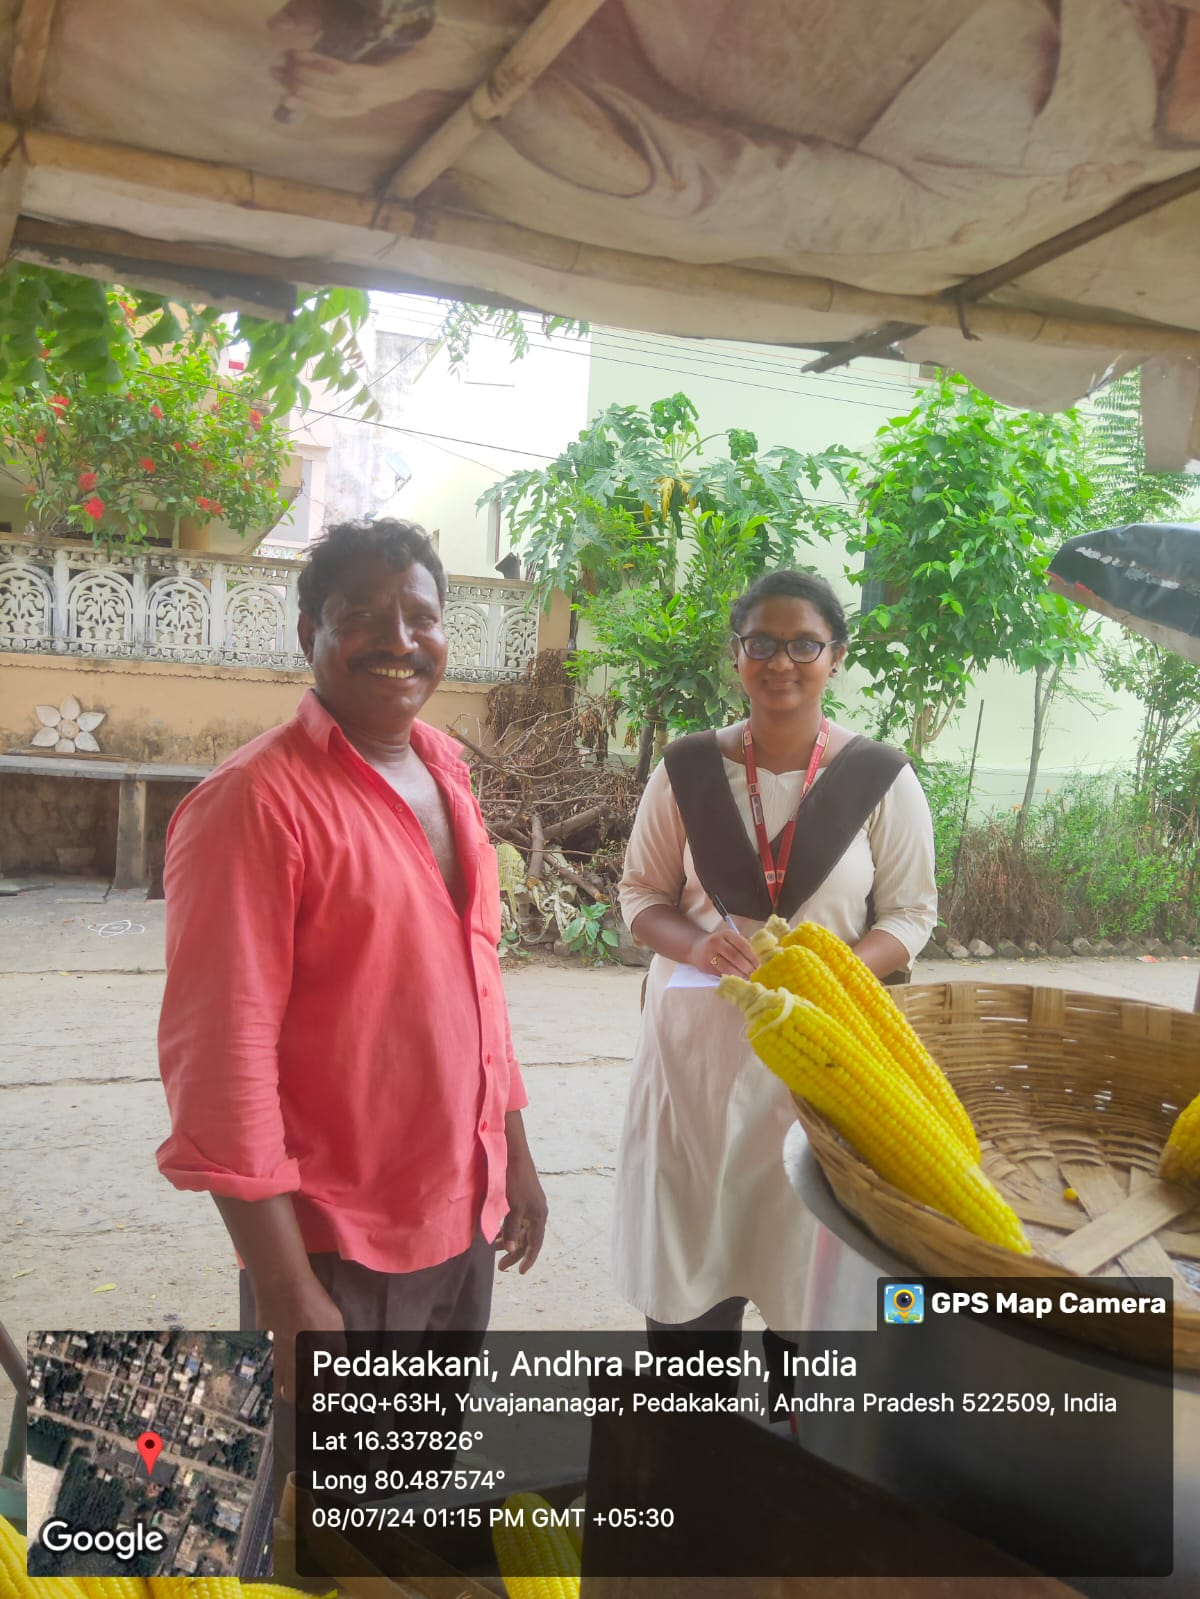 GPS Map Camera
Pedakakani, Andhra Pradesh, India
8FQQ+63H, Yuvajananagar, Pedakakani, Andhra Pradesh 522509, India
Lat 16.337826°
Long 80.487574°
08/07/24 01:15 PM GMT +05:30
Google